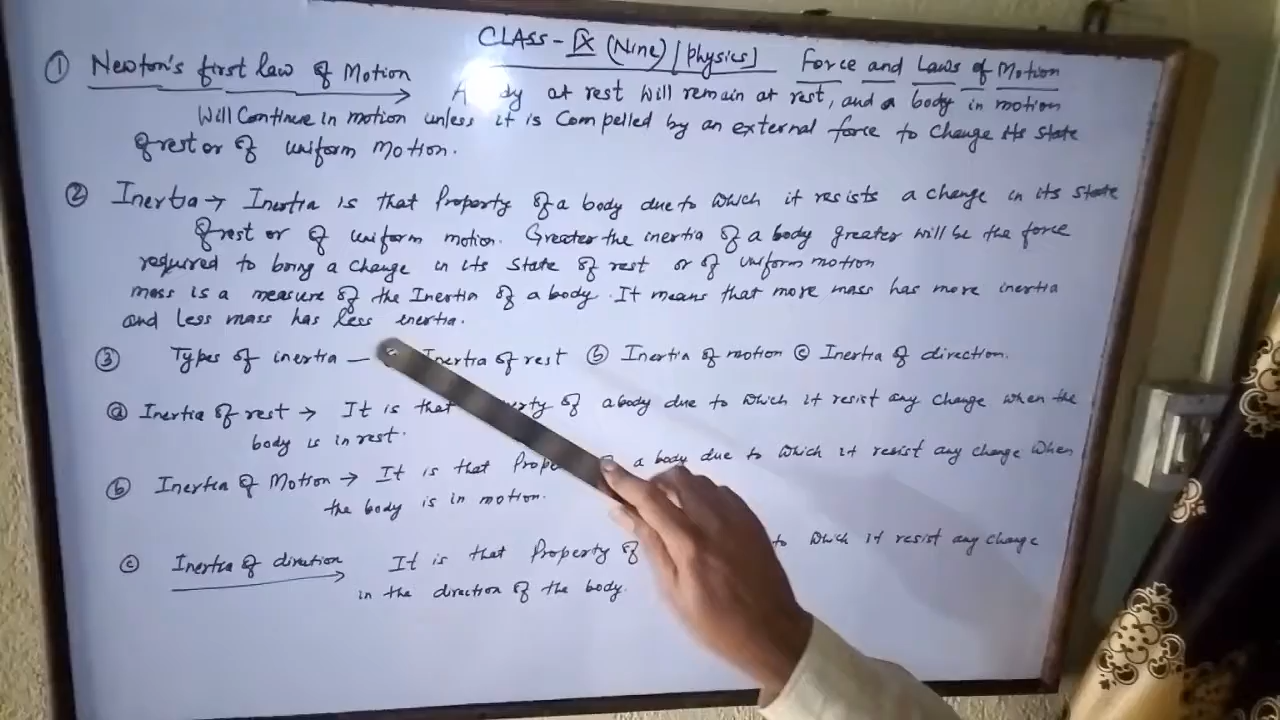 CLASS - IX (Nine) | Physics] Force and Laws of Motion
① Newton's first law of Motion → A dy at rest will remain at rest, and a body in motion
Will Continue in motion unless it is Compelled by an external force to change its state
of rest or of uniform motion.
② Inertia → Inertia is that Property of a body due to which it resists a change in its state
of rest or of uniform motion. Greater the inertia of a body greater will be the force
required to bring a change in its state of rest or of uniform motion
mass is a measure of the Inertia of a body. It means that more mass has more inertia
and less mass has less inertia.
③ Types of inertia — Inertia of rest ⓑ Inertia of motion ⓒ Inertia of direction.
ⓐ Inertia of rest → It is that erty of a body due to which it resist any change when the
body is in rest.
ⓑ Inertia of Motion → It is that Prope a body due to which it resist any change when
the body is in motion.
ⓒ Inertia of direction → It is that Property of to which it resist any change
in the direction of the body.